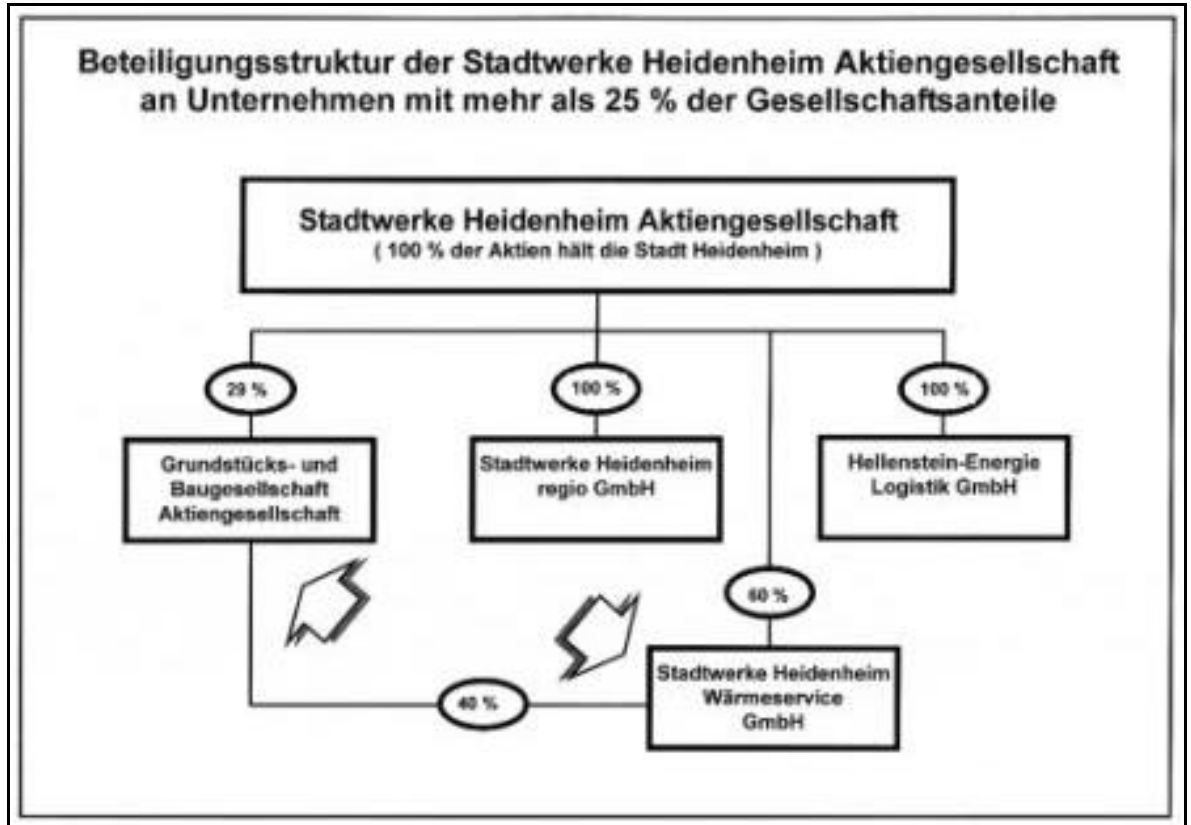 Beteiligungsstruktur der Stadtwerke Heidenheim Aktiengesellschaft
an Unternehmen mit mehr als 25 % der Gesellschaftsanteile
Stadtwerke Heidenheim Aktiengesellschaft
( 100 % der Aktien hält die Stadt Heidenheim )
29 %
100 %
100 %
Grundstücks- und
Baugesellschaft
Aktiengesellschaft
Stadtwerke Heidenheim
regio GmbH
Hellenstein-Energie
Logistik GmbH
60 %
Stadtwerke Heidenheim
Wärmeservice
GmbH
40 %